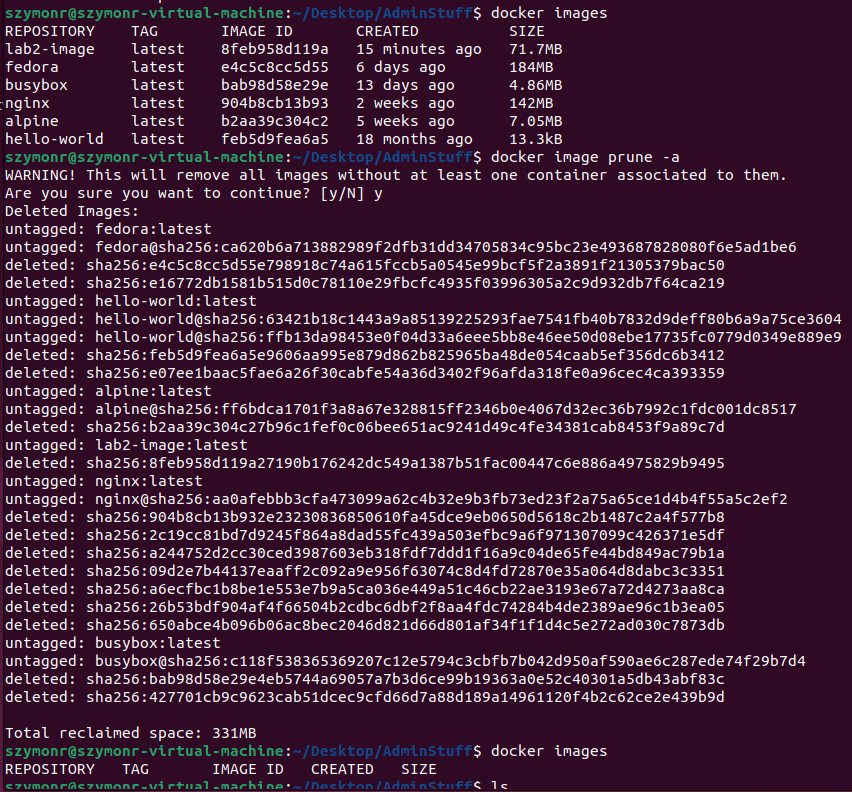 szymonr@szymonr-virtual-machine:~/Desktop/AdminStuff$ docker images
REPOSITORY    TAG       IMAGE ID       CREATED          SIZE
lab2-image    latest    8feb958d119a   15 minutes ago   71.7MB
fedora        latest    e4c5c8cc5d55   6 days ago       184MB
busybox       latest    bab98d58e29e   13 days ago      4.86MB
nginx         latest    904b8cb13b93   2 weeks ago      142MB
alpine        latest    b2aa39c304c2   5 weeks ago      7.05MB
hello-world   latest    feb5d9fea6a5   18 months ago    13.3kB
szymonr@szymonr-virtual-machine:~/Desktop/AdminStuff$ docker image prune -a
WARNING! This will remove all images without at least one container associated to them.
Are you sure you want to continue? [y/N] y
Deleted Images:
untagged: fedora:latest
untagged: fedora@sha256:ca620b6a713882989f2dfb31dd34705834c95bc23e493687828080f6e5ad1be6
deleted: sha256:e4c5c8cc5d55e798918c74a615fccb5a0545e99bcf5f2a3891f21305379bac50
deleted: sha256:e16772db1581b515d0c78110e29fbcfc4935f03996305a2c9d932db7f64ca219
untagged: hello-world:latest
untagged: hello-world@sha256:63421b18c1443a9a85139225293fae7541fb40b7832d9deff80b6a9a75ce3604
untagged: hello-world@sha256:ffb13da98453e0f04d33a6eee5bb8e46ee50d08ebe17735fc0779d0349e889e9
deleted: sha256:feb5d9fea6a5e9606aa995e879d862b825965ba48de054caab5ef356dc6b3412
deleted: sha256:e07ee1baac5fae6a26f30cabfe54a36d3402f96afda318fe0a96cec4ca393359
untagged: alpine:latest
untagged: alpine@sha256:ff6bdca1701f3a8a67e328815ff2346b0e4067d32ec36b7992c1fdc001dc8517
deleted: sha256:b2aa39c304c27b96c1fef0c06bee651ac9241d49c4fe34381cab8453f9a89c7d
untagged: lab2-image:latest
deleted: sha256:8feb958d119a27190b176242dc549a1387b51fac00447c6e886a4975829b9495
untagged: nginx:latest
untagged: nginx@sha256:aa0afebbb3cfa473099a62c4b32e9b3fb73ed23f2a75a65ce1d4b4f55a5c2ef2
deleted: sha256:904b8cb13b932e23230836850610fa45dce9eb0650d5618c2b1487c2a4f577b8
deleted: sha256:2c19cc81bd7d9245f864a8dad55fc439a503efbc9a6f971307099c426371e5df
deleted: sha256:a244752d2cc30ced3987603eb318fdf7ddd1f16a9c04de65fe44bd849ac79b1a
deleted: sha256:09d2e7b44137eaaff2c092a9e956f63074c8d4fd72870e35a064d8dabc3c3351
deleted: sha256:a6ecfbc1b8be1e553e7b9a5ca036e449a51c46cb22ae3193e67a72d4273aa8ca
deleted: sha256:26b53bdf904af4f66504b2cdbc6dbf2f8aa4fdc74284b4de2389ae96c1b3ea05
deleted: sha256:650abce4b096b06ac8bec2046d821d66d801af34f1f1d4c5e272ad030c7873db
untagged: busybox:latest
untagged: busybox@sha256:c118f538365369207c12e5794c3cbfb7b042d950af590ae6c287ede74f29b7d4
deleted: sha256:bab98d58e29e4eb5744a69057a7b3d6ce99b19363a0e52c40301a5db43abf83c
deleted: sha256:427701cb9c9623cab51dcec9cfd66d7a88d189a14961120f4b2c62ce2e439b9d
Total reclaimed space: 331MB
szymonr@szymonr-virtual-machine:~/Desktop/AdminStuff$ docker images
REPOSITORY   TAG       IMAGE ID   CREATED   SIZE
szymonr@szymonr-virtual-machine:~/Desktop/AdminStuff$ ls